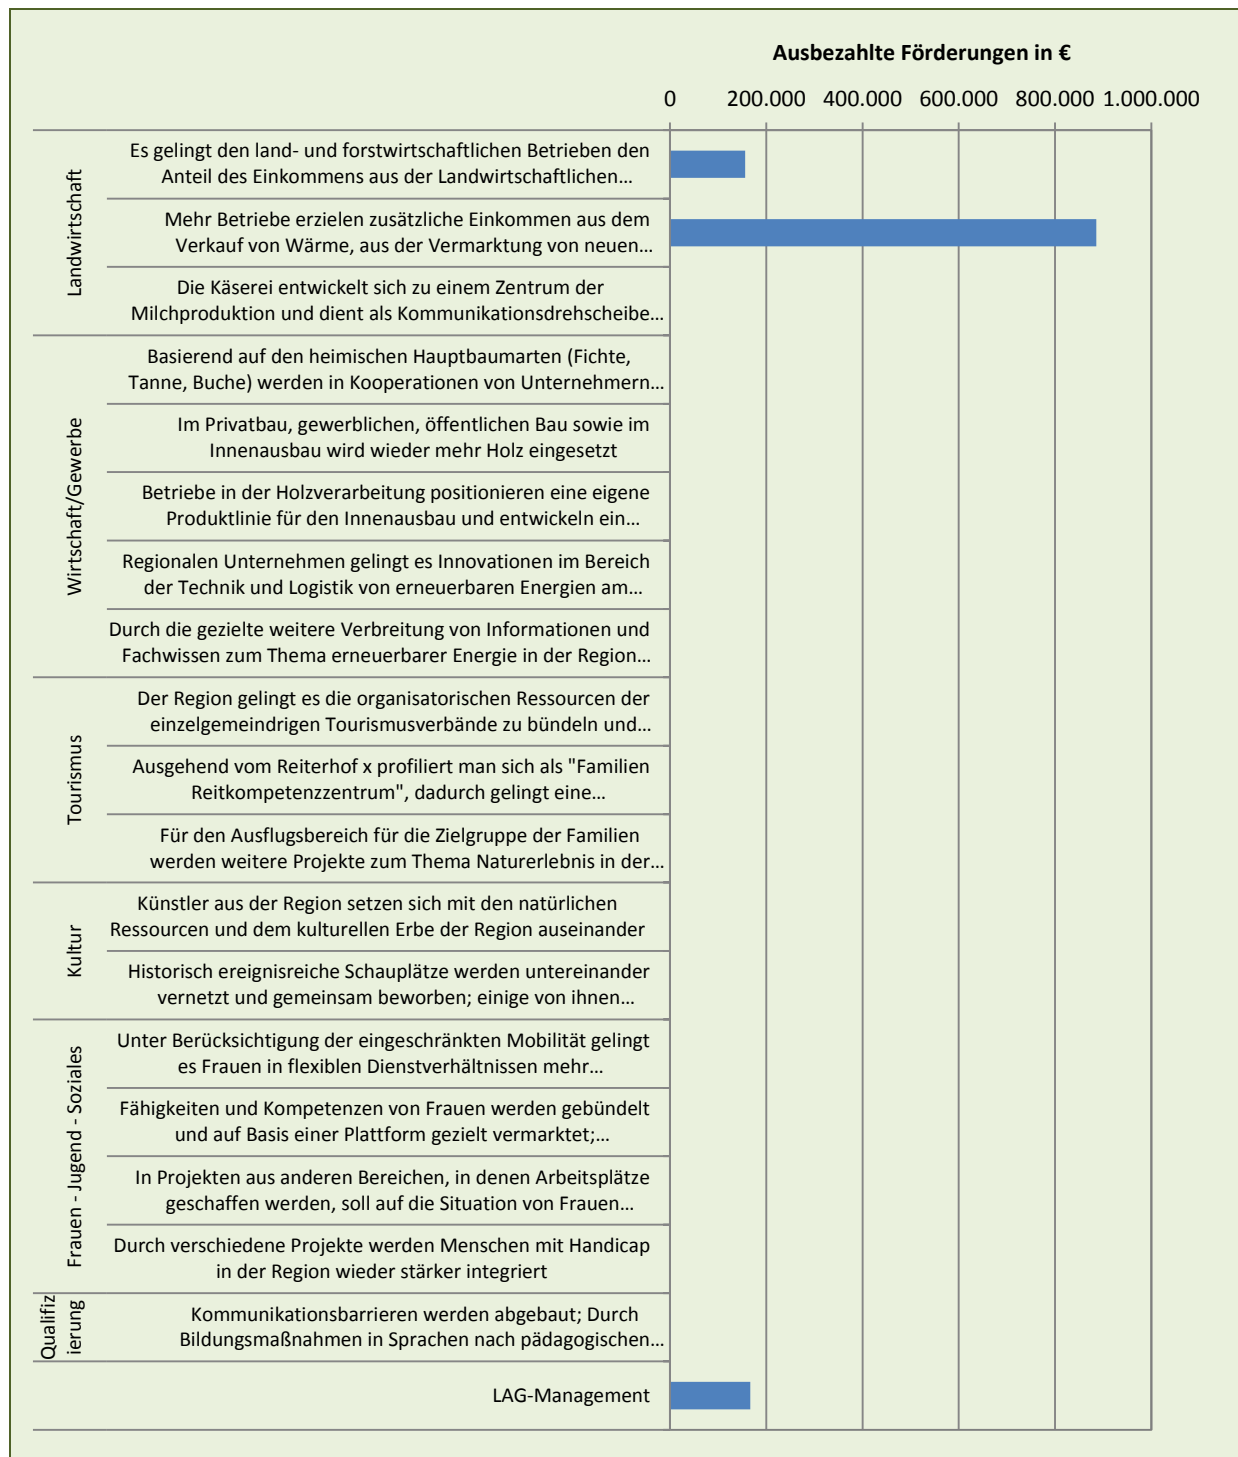 Ausbezahlte Förderungen in €
0 200.000 400.000 600.000 800.000 1.000.000
Landwirtschaft
Es gelingt den land- und forstwirtschaftlichen Betrieben den
Anteil des Einkommens aus der Landwirtschaftlichen...
Mehr Betriebe erzielen zusätzliche Einkommen aus dem
Verkauf von Wärme, aus der Vermarktung von neuen...
Die Käserei entwickelt sich zu einem Zentrum der
Milchproduktion und dient als Kommunikationsdrehscheibe...
Wirtschaft/Gewerbe
Basierend auf den heimischen Hauptbaumarten (Fichte,
Tanne, Buche) werden in Kooperationen von Unternehmern...
Im Privatbau, gewerblichen, öffentlichen Bau sowie im
Innenausbau wird wieder mehr Holz eingesetzt
Betriebe in der Holzverarbeitung positionieren eine eigene
Produktlinie für den Innenausbau und entwickeln ein...
Regionalen Unternehmen gelingt es Innovationen im Bereich
der Technik und Logistik von erneuerbaren Energien am...
Durch die gezielte weitere Verbreitung von Informationen und
Fachwissen zum Thema erneuerbarer Energie in der Region...
Tourismus
Der Region gelingt es die organisatorischen Ressourcen der
einzelgemeindrigen Tourismusverbände zu bündeln und...
Ausgehend vom Reiterhof x profiliert man sich als "Familien
Reitkompetenzzentrum", dadurch gelingt eine...
Für den Ausflugsbereich für die Zielgruppe der Familien
werden weitere Projekte zum Thema Naturerlebnis in der...
Kultur
Künstler aus der Region setzen sich mit den natürlichen
Ressourcen und dem kulturellen Erbe der Region auseinander
Historisch ereignisreiche Schauplätze werden untereinander
vernetzt und gemeinsam beworben; einige von ihnen...
Frauen - Jugend - Soziales
Unter Berücksichtigung der eingeschränkten Mobilität gelingt
es Frauen in flexiblen Dienstverhältnissen mehr...
Fähigkeiten und Kompetenzen von Frauen werden gebündelt
und auf Basis einer Plattform gezielt vermarktet;...
In Projekten aus anderen Bereichen, in denen Arbeitsplätze
geschaffen werden, soll auf die Situation von Frauen...
Durch verschiedene Projekte werden Menschen mit Handicap
in der Region wieder stärker integriert
Qualifiz
ierung
Kommunikationsbarrieren werden abgebaut; Durch
Bildungsmaßnahmen in Sprachen nach pädagogischen...
LAG-Management